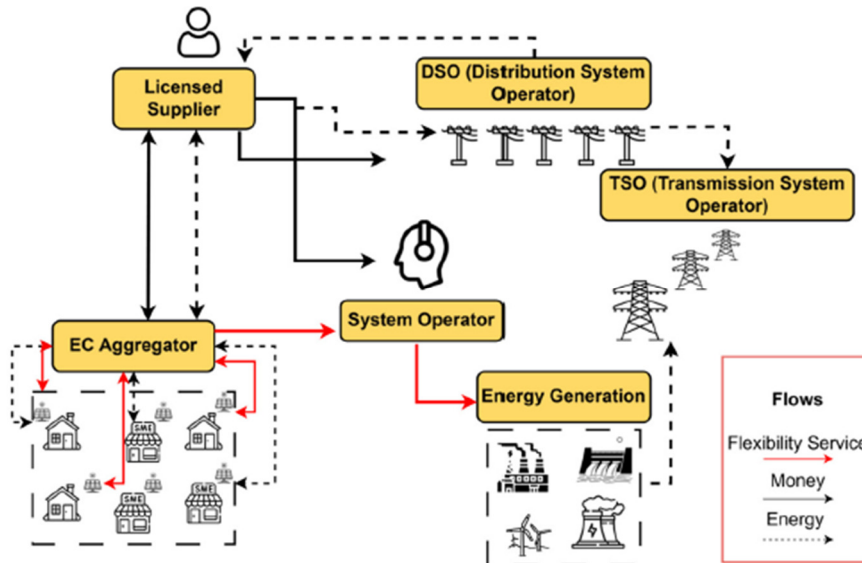 Licensed
Supplier
DSO (Distribution System
Operator)
TSO (Transmission System
Operator)
EC Aggregator
System Operator
Energy Generation
SME
SME
SME
Flows
Flexibility Service
Money
Energy